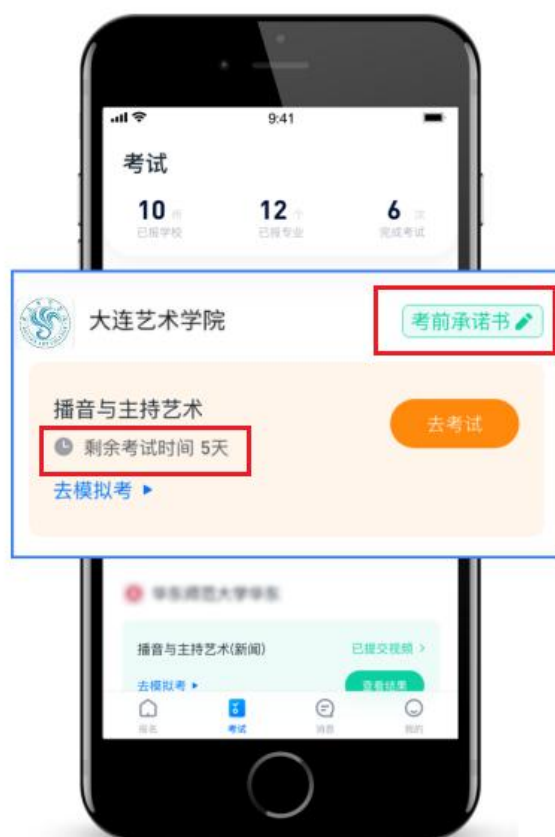 9:41
考试
10 所
12 个
6 次
已报学校
已报专业
完成考试
大连艺术学院
考前承诺书
播音与主持艺术
去考试
剩余考试时间 5天
去模拟考
播音与主持艺术(新闻)
已提交视频
去模拟考
查看结果
报名
考试
消息
我的